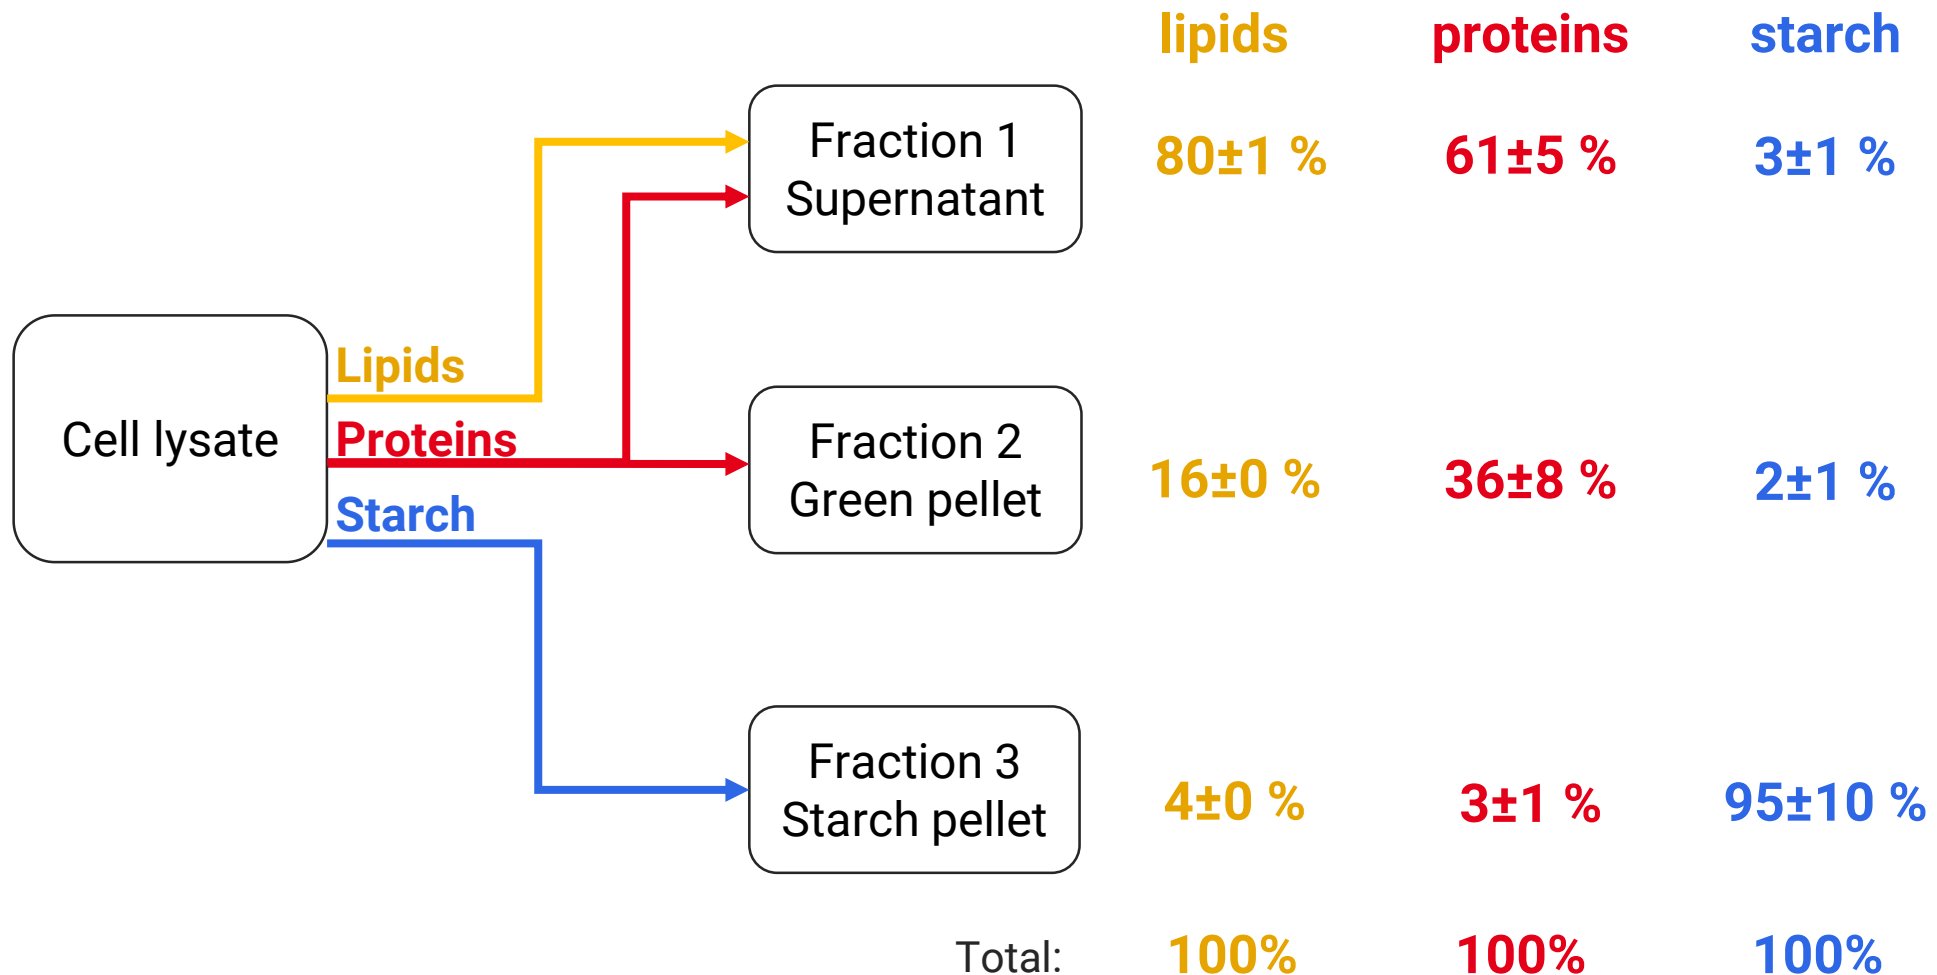 lipids proteins starch
Fraction 1
Supernatant
80±1 % 61±5 % 3±1 %
Lipids
Cell lysate
Proteins
Starch
Fraction 2
Green pellet
16±0 % 36±8 % 2±1 %
Fraction 3
Starch pellet
4±0 % 3±1 % 95±10 %
Total: 100% 100% 100%